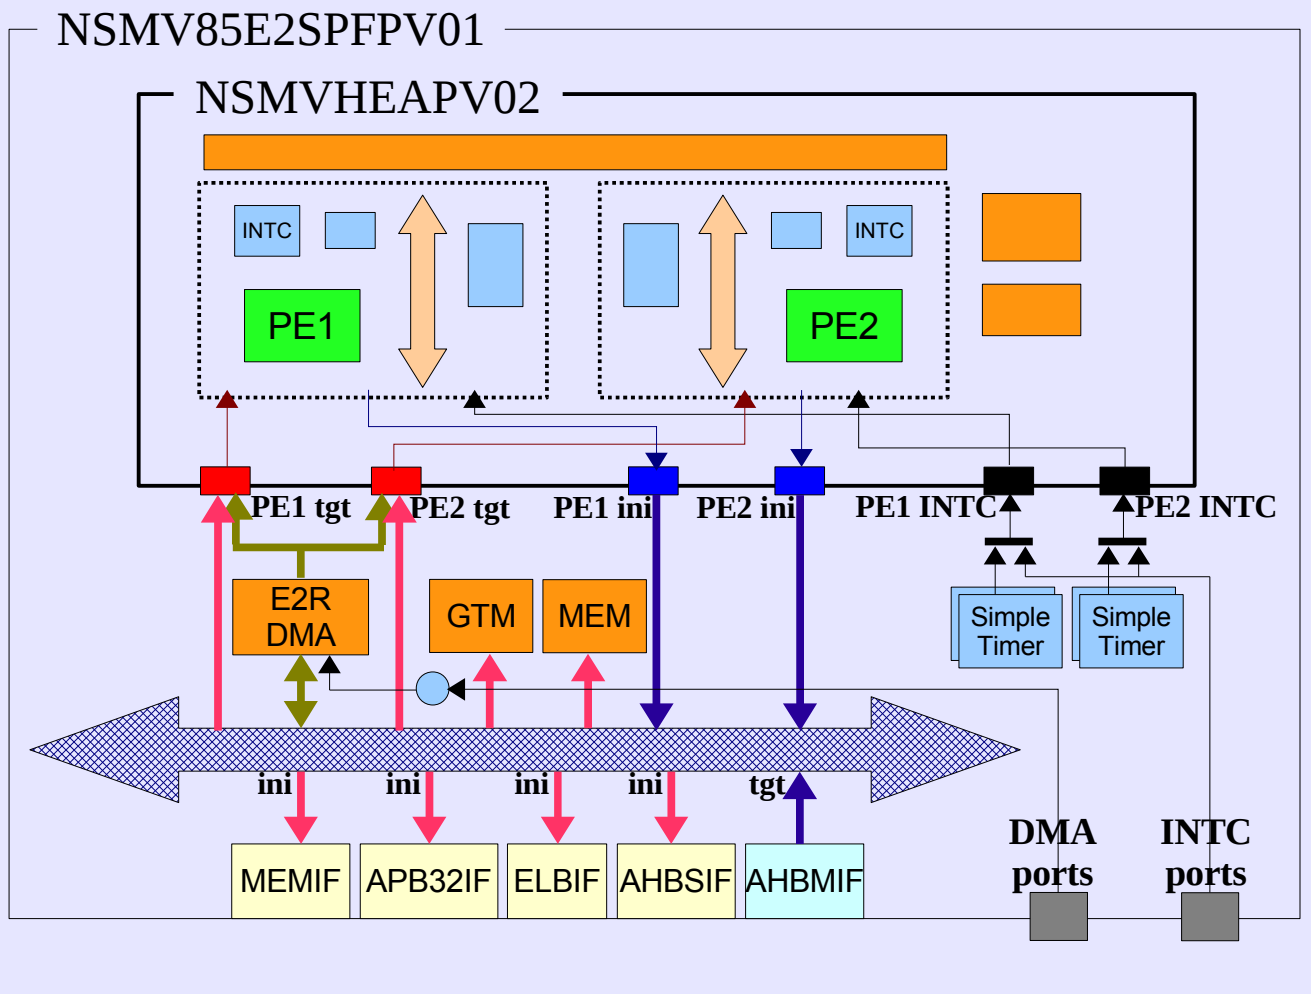 NSMV85E2SPFPV01
NSMVHEAPV02
INTC
INTC
PE1
PE2
PE1 tgt
PE2 tgt
PE1 ini
PE2 ini
PE1 INTC
PE2 INTC
E2R
DMA
GTM
MEM
Simple
Timer
Simple
Timer
ini
ini
ini
ini
tgt
DMA
ports
INTC
ports
MEMIF
APB32IF
ELBIF
AHBSIF
AHBMIF